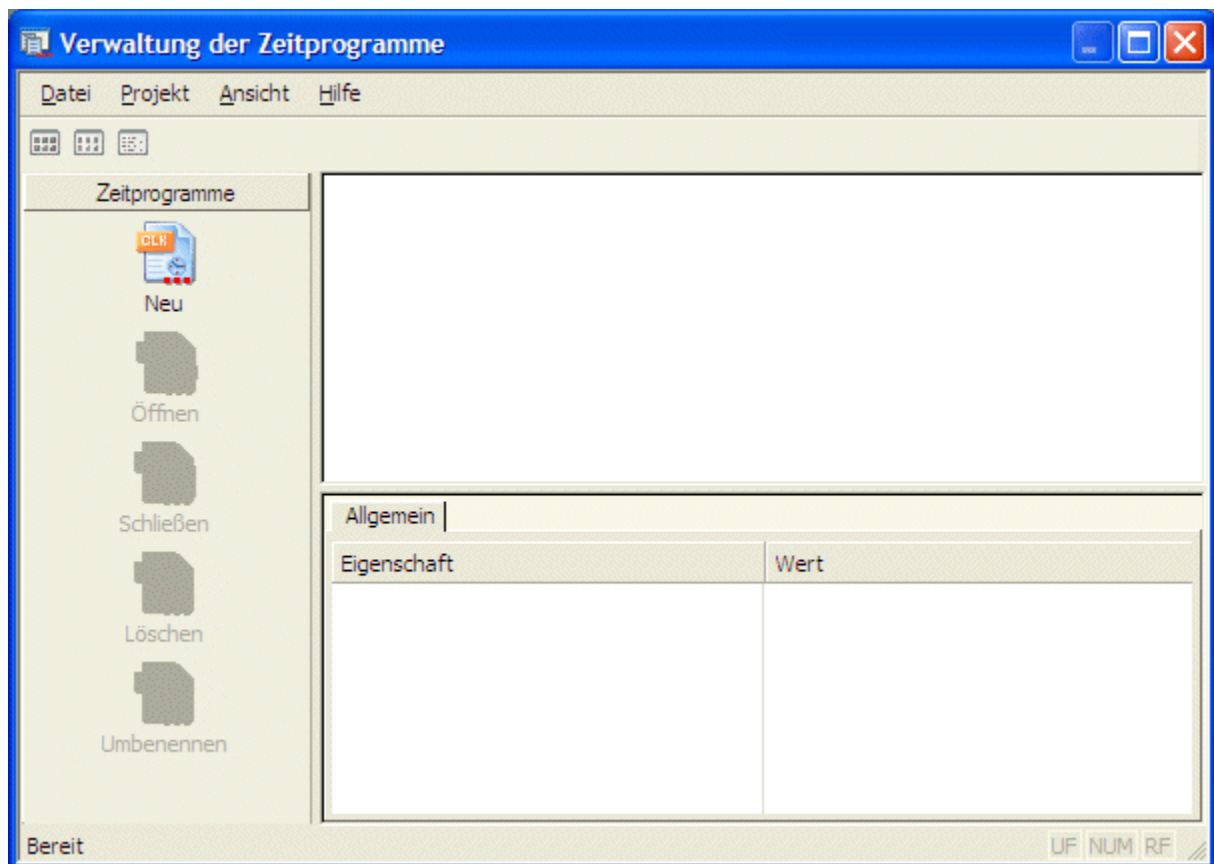 Verwaltung der Zeitprogramme
Datei Projekt Ansicht Hilfe
Zeitprogramme
CLK
Neu
Öffnen
Schließen
Löschen
Umbenennen
Allgemein
Eigenschaft Wert
Bereit UF NUM RF